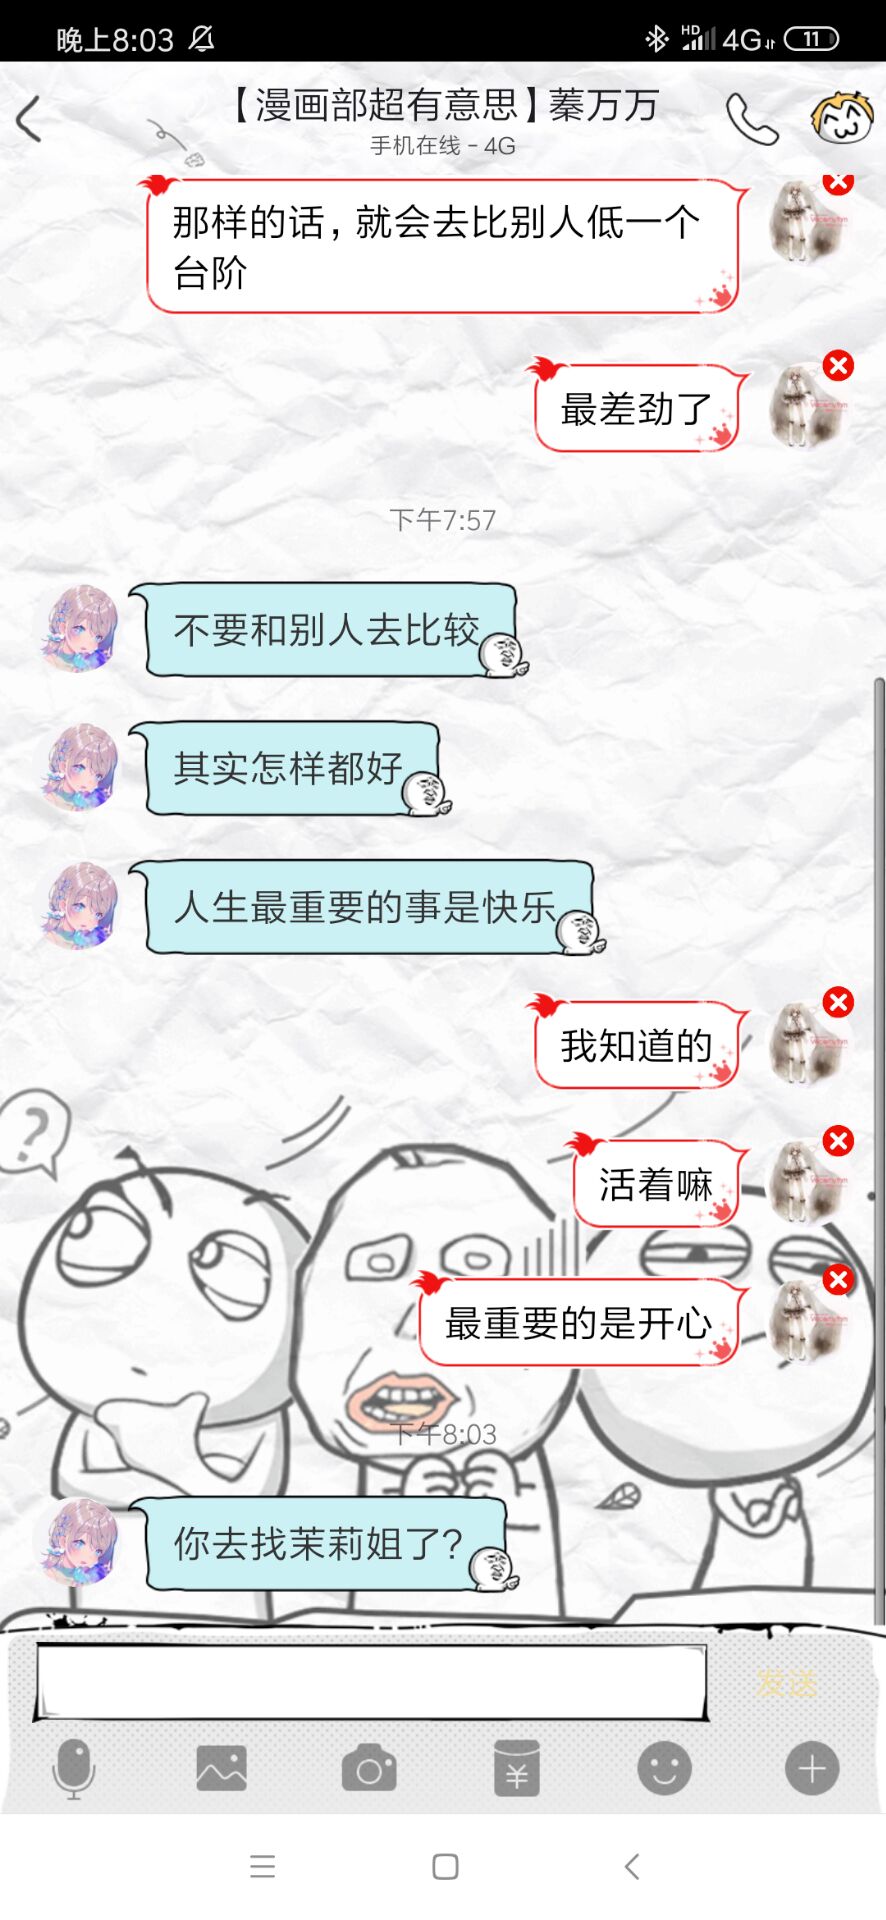 晚上8:03
HD
4G
11
【漫画部超有意思】蓁万万
手机在线 - 4G
那样的话，就会去比别人低一个
台阶
最差劲了
下午7:57
不要和别人去比较
其实怎样都好
人生最重要的事是快乐
我知道的
活着嘛
?
最重要的是开心
下午8:03
你去找茉莉姐了?
发送
¥